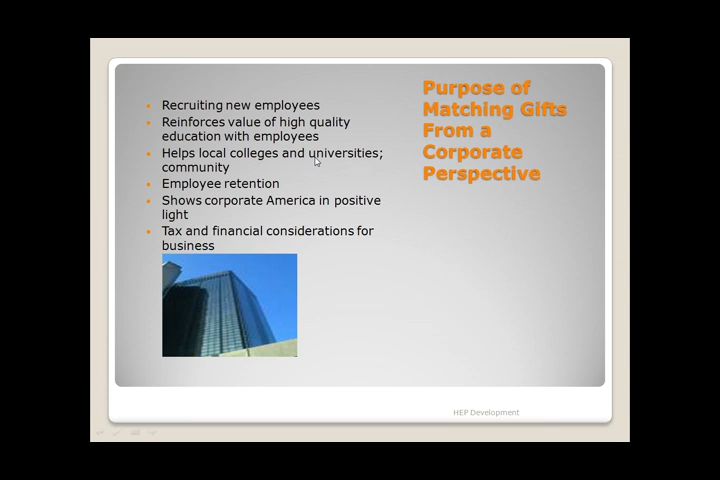 Purpose of
Matching Gifts
From a
Corporate
Perspective
Recruiting new employees
Reinforces value of high quality
education with employees
Helps local colleges and universities;
community
Employee retention
Shows corporate America in positive
light
Tax and financial considerations for
business
HEP Development